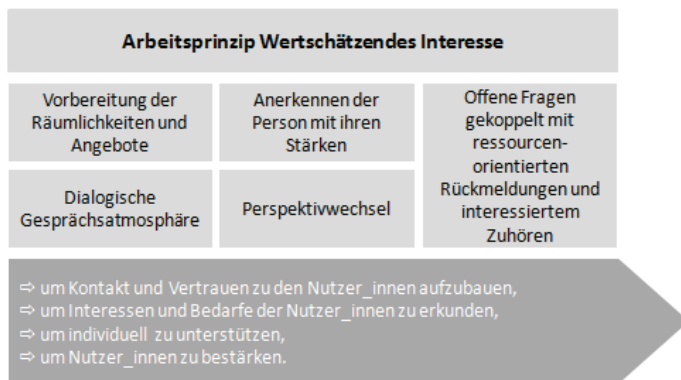 Arbeitsprinzip Wertschätzendes Interesse
Vorbereitung der
Räumlichkeiten und
Angebote
Anerkennen der
Person mit ihren
Stärken
Offene Fragen
gekoppelt mit
ressourcen-
orientierten
Rückmeldungen und
interessiertem
Zuhören
Dialogische
Gesprächsatmosphäre
Perspektivwechsel
⇨ um Kontakt und Vertrauen zu den Nutzer_innen aufzubauen,
⇨ um Interessen und Bedarfe der Nutzer_innen zu erkunden,
⇨ um individuell zu unterstützen,
⇨ um Nutzer_innen zu bestärken.